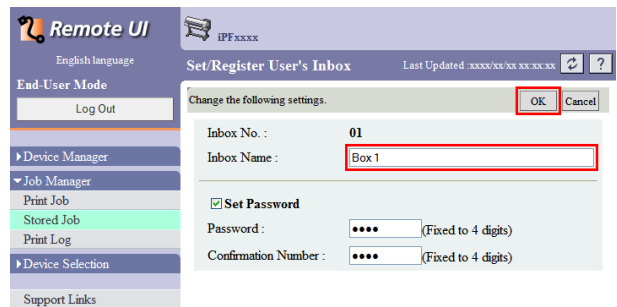 Remote UI
English language
End-User Mode
Log Out
Device Manager
Job Manager
Print Job
Stored Job
Print Log
Device Selection
Support Links
iPFxxxx
Set/Register User's Inbox
Last Updated :xxxx/xx/xx xx:xx:xx
?
Change the following settings.
OK Cancel
Inbox No. : 01
Inbox Name : Box 1
Set Password
Password : •••• (Fixed to 4 digits)
Confirmation Number : •••• (Fixed to 4 digits)